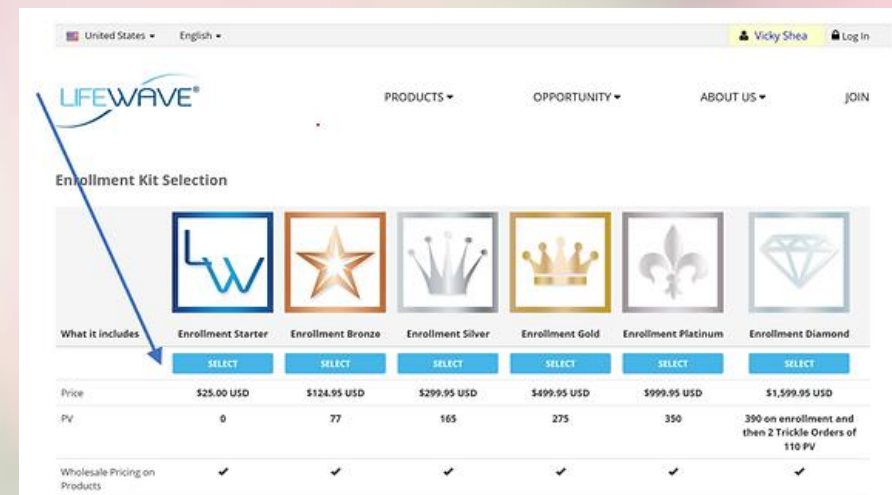 United States English Vicky Shea Log In
LIFEWAVE® PRODUCTS OPPORTUNITY ABOUT US JOIN
Enrollment Kit Selection
LW
What it includes Enrollment Starter Enrollment Bronze Enrollment Silver Enrollment Gold Enrollment Platinum Enrollment Diamond
SELECT SELECT SELECT SELECT SELECT SELECT
Price $25.00 USD $124.95 USD $299.95 USD $499.95 USD $999.95 USD $1,599.95 USD
PV 0 77 165 275 350 390 on enrollment and
then 2 Trickle Orders of
110 PV
Wholesale Pricing on
Products